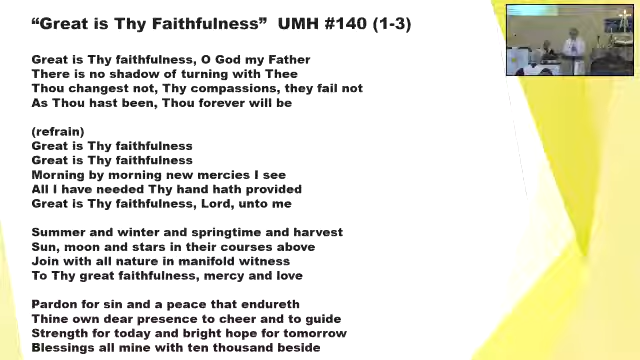 “Great is Thy Faithfulness” UMH #140 (1-3)
Great is Thy faithfulness, O God my Father
There is no shadow of turning with Thee
Thou changest not, Thy compassions, they fail not
As Thou hast been, Thou forever will be
(refrain)
Great is Thy faithfulness
Great is Thy faithfulness
Morning by morning new mercies I see
All I have needed Thy hand hath provided
Great is Thy faithfulness, Lord, unto me
Summer and winter and springtime and harvest
Sun, moon and stars in their courses above
Join with all nature in manifold witness
To Thy great faithfulness, mercy and love
Pardon for sin and a peace that endureth
Thine own dear presence to cheer and to guide
Strength for today and bright hope for tomorrow
Blessings all mine with ten thousand beside